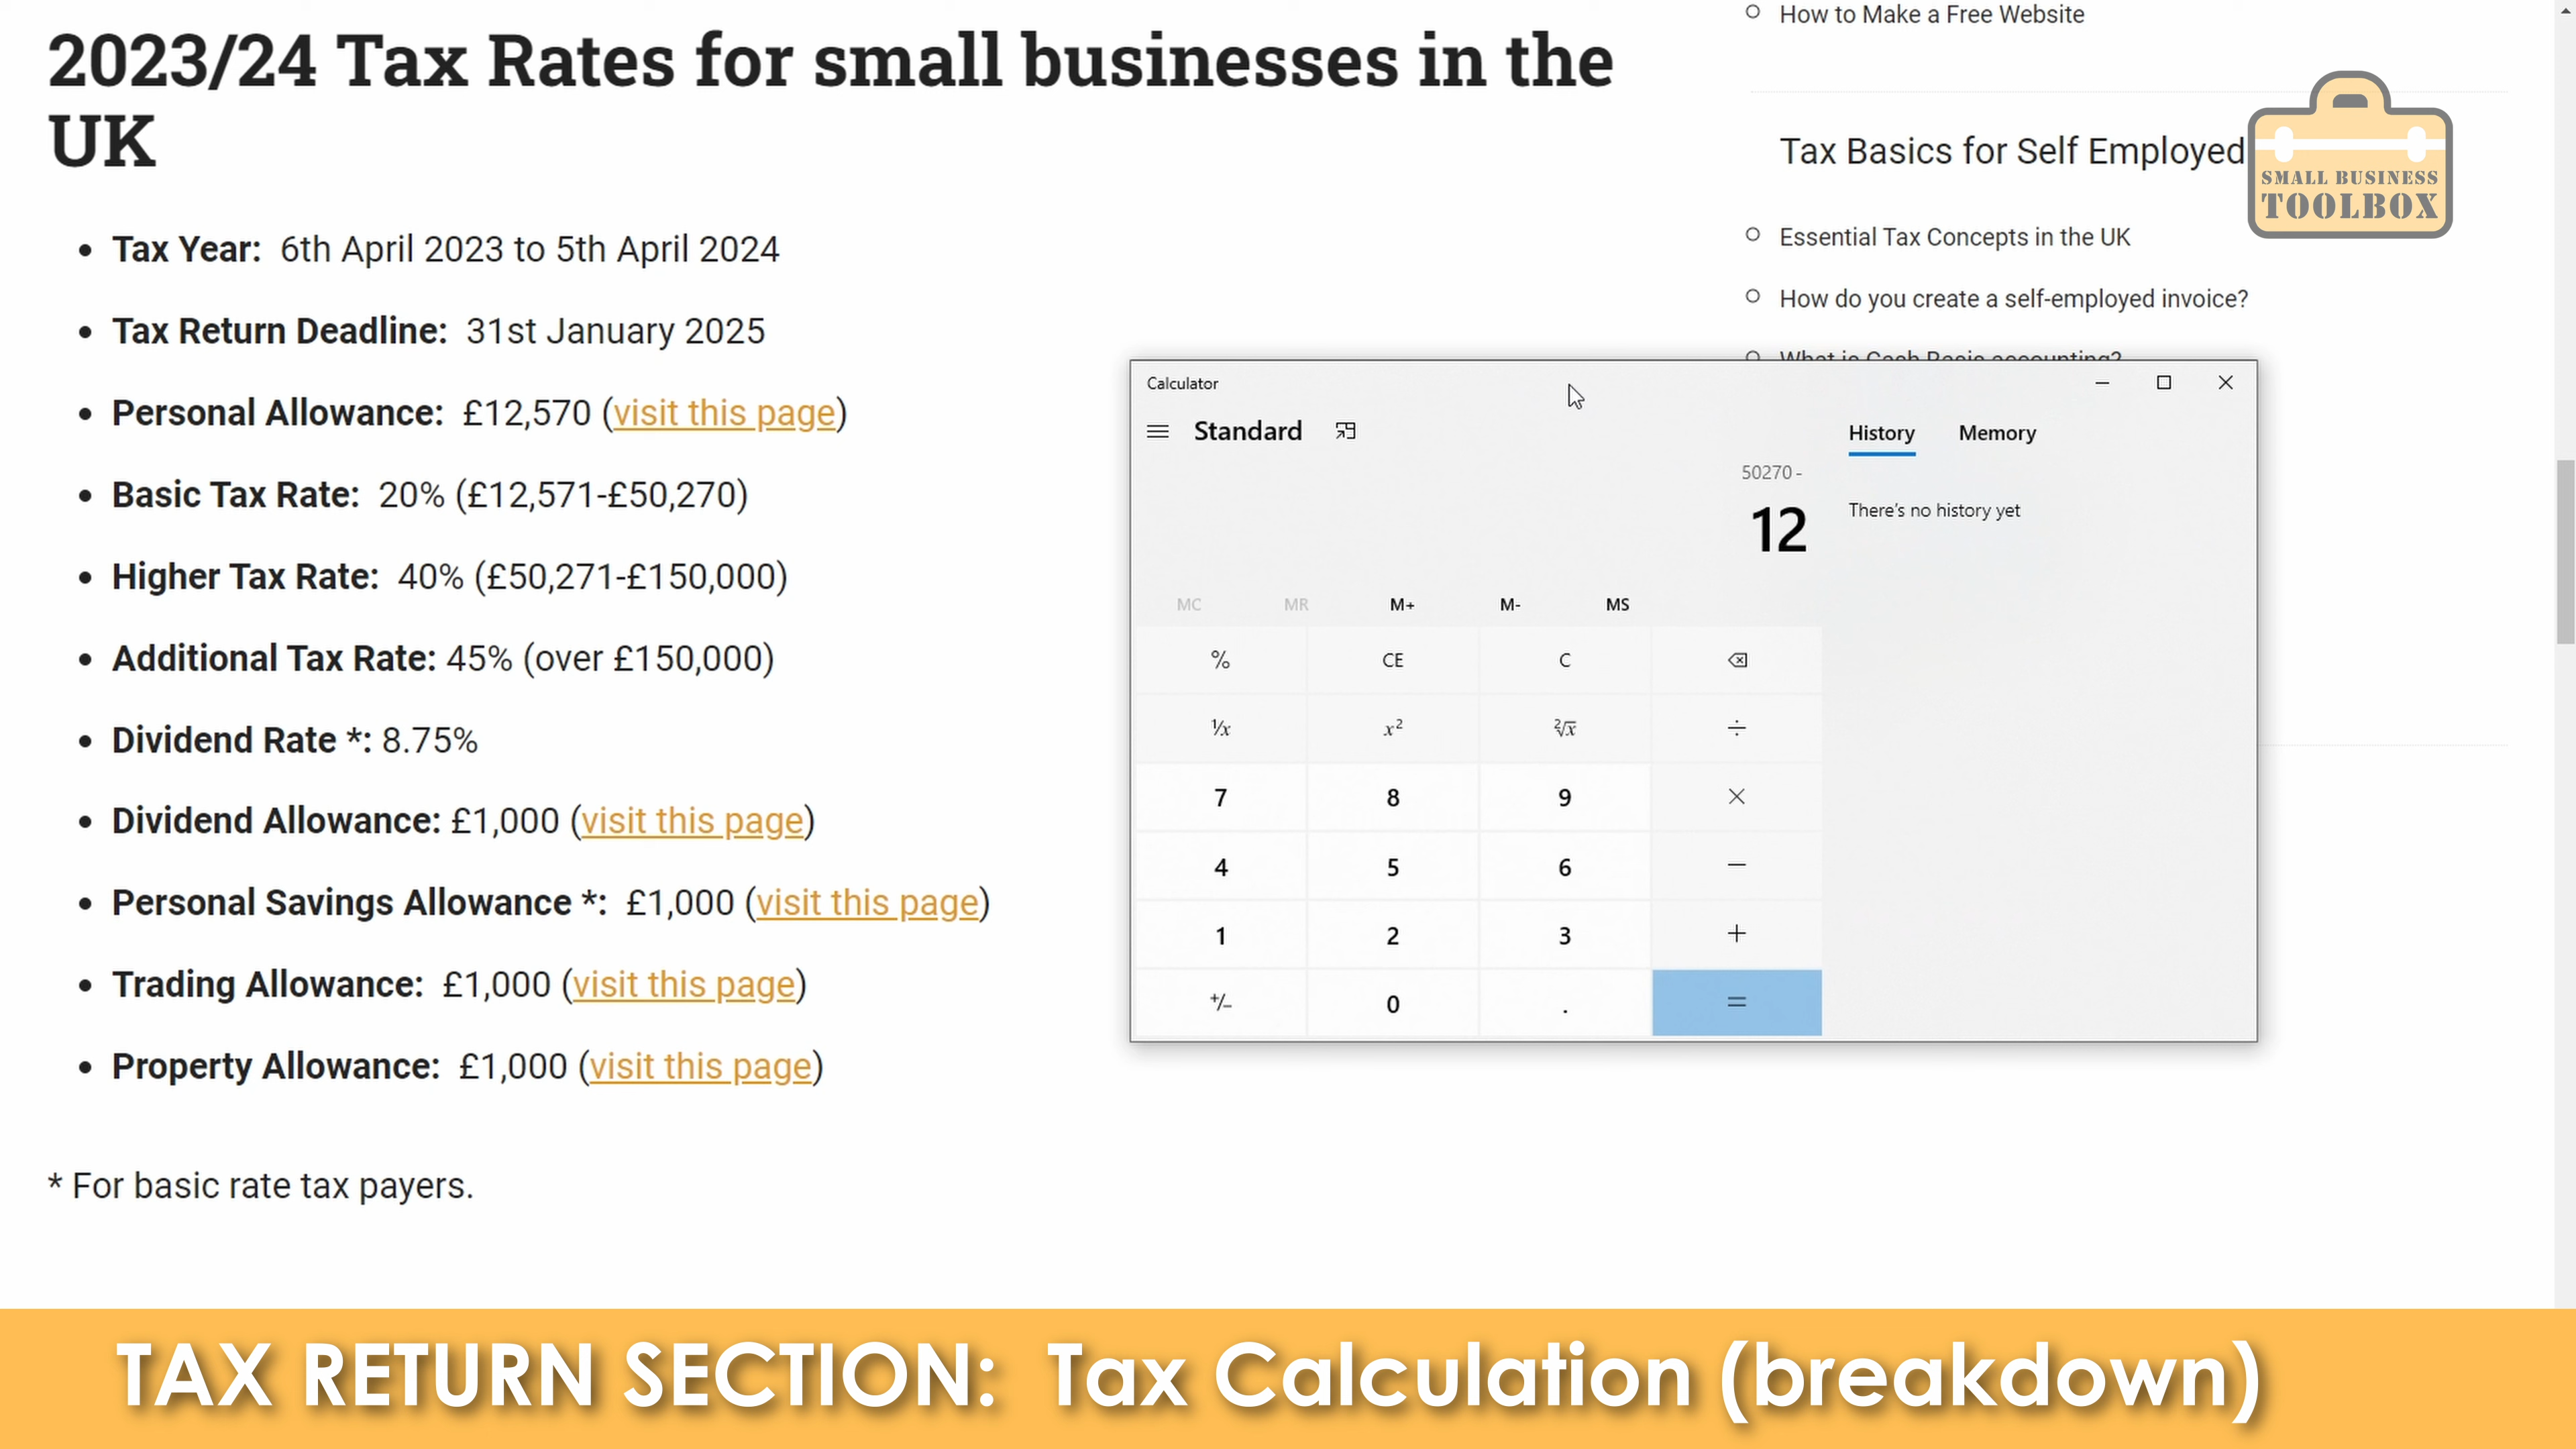 2023/24 Tax Rates for small businesses in the
UK
• Tax Year: 6th April 2023 to 5th April 2024
• Tax Return Deadline: 31st January 2025
• Personal Allowance: £12,570 (visit this page)
• Basic Tax Rate: 20% (£12,571-£50,270)
• Higher Tax Rate: 40% (£50,271-£150,000)
• Additional Tax Rate: 45% (over £150,000)
• Dividend Rate *: 8.75%
• Dividend Allowance: £1,000 (visit this page)
• Personal Savings Allowance *: £1,000 (visit this page)
• Trading Allowance: £1,000 (visit this page)
• Property Allowance: £1,000 (visit this page)
* For basic rate tax payers.
How to Make a Free Website
Tax Basics for Self Employed
SMALL BUSINESS
TOOLBOX
Essential Tax Concepts in the UK
How do you create a self-employed invoice?
What is Cash Basis accounting?
Calculator
Standard
History Memory
50270 -
12
There's no history yet
MC MR M+ M- MS
% CE C
⅟x x² ²√x ÷
7 8 9 ×
4 5 6 −
1 2 3 +
+/− 0 . =
TAX RETURN SECTION: Tax Calculation (breakdown)